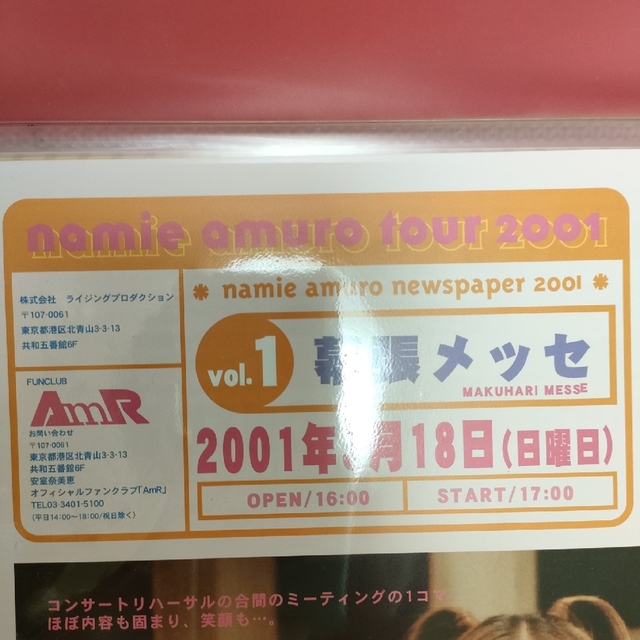 namie amuro tour 2001
株式会社 ライジングプロダクション
〒107-0061
東京都港区北青山3-3-13
共和五番館6F
FUNCLUB
AmR
お問い合わせ
〒107-0061
東京都港区北青山3-3-13
共和五番館6F
安室奈美恵
オフィシャルファンクラブ「AmR」
TEL03-3401-5100
(平日14:00~18:00/祝日除く)
* namie amuro newspaper 2001 *
vol.1
幕張メッセ
MAKUHARI MESSE
2001年 月18日(日曜日)
OPEN/16:00
START/17:00
コンサートリハーサルの合間のミーティングの1コマ
ほぼ内容も固まり、笑顔も…。